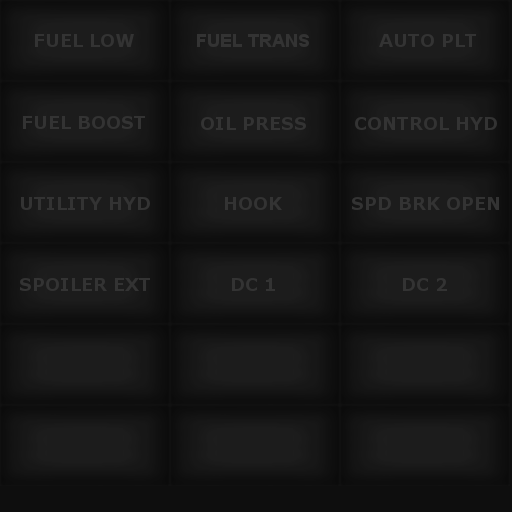 FUEL LOW FUEL TRANS AUTO PLT
FUEL BOOST OIL PRESS CONTROL HYD
UTILITY HYD HOOK SPD BRK OPEN
SPOILER EXT DC 1 DC 2